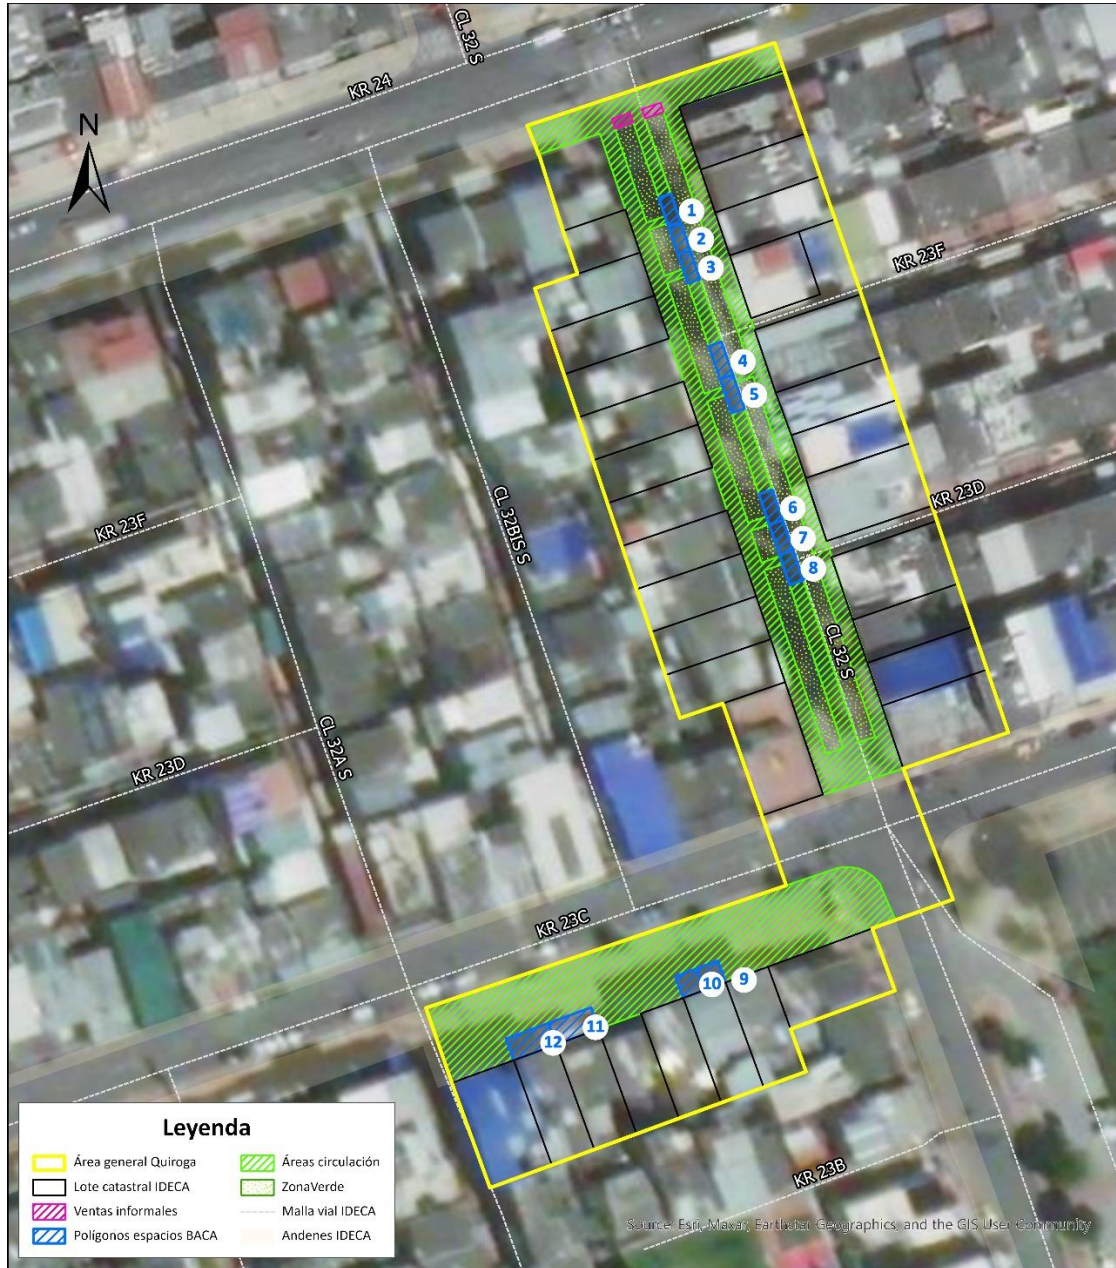 CL 32 S
KR 24
N
1
2
3
KR 23F
4
5
KR 23D
6
7
8
KR 23F
CL 32BIS S
CL 32 S
CL 32A S
KR 23D
KR 23C
9
10
11
12
KR 23B
Leyenda
Área general Quiroga
Áreas circulación
Lote catastral IDECA
ZonaVerde
Ventas informales
Malla vial IDECA
Polígonos espacios BACA
Andenes IDECA
Source: Esri, Maxar, Earthstar Geographics, and the GIS User Community